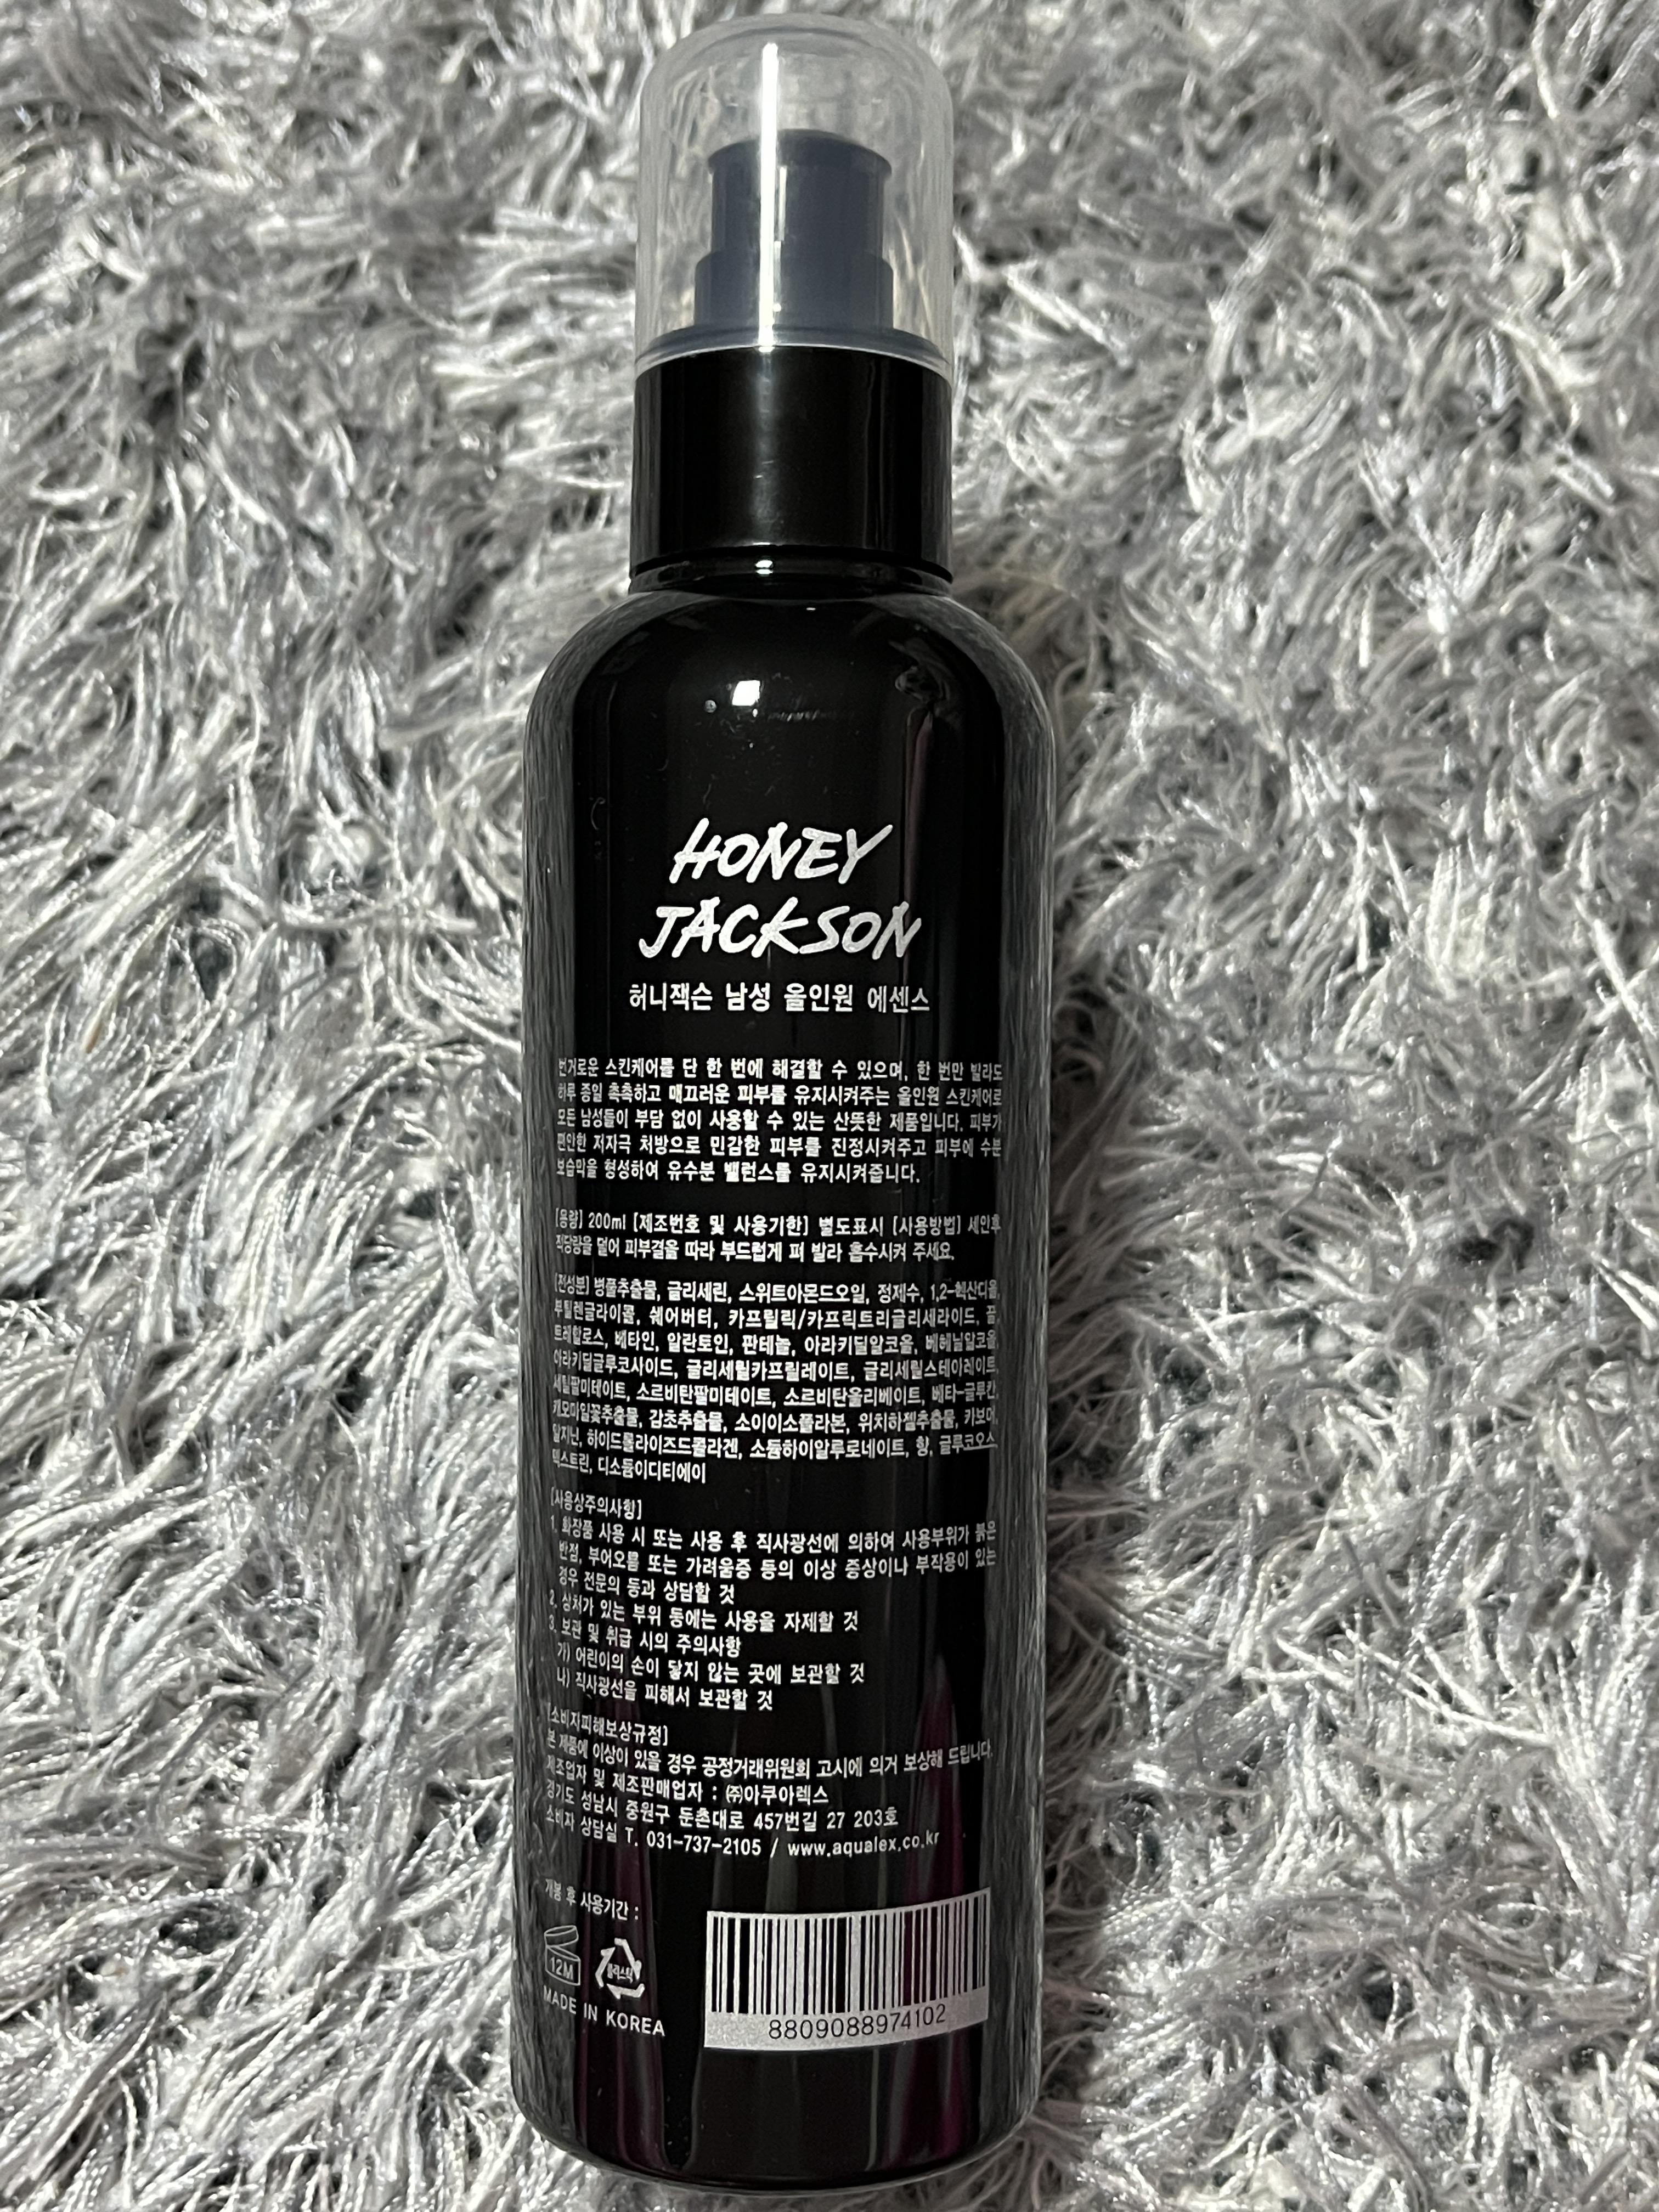 HONEY
JACKSON
허니잭슨 남성 올인원 에센스
번거로운 스킨케어를 단 한 번에 해결할 수 있으며, 한 번만 발라도
하루 종일 촉촉하고 매끄러운 피부를 유지시켜주는 올인원 스킨케어로
모든 남성들이 부담 없이 사용할 수 있는 산뜻한 제품입니다. 피부가
편안한 저자극 처방으로 민감한 피부를 진정시켜주고 피부에 수분
보습막을 형성하여 유수분 밸런스를 유지시켜줍니다.
[용량] 200ml [제조번호 및 사용기한] 별도표시 [사용방법] 세안후
적당량을 덜어 피부결을 따라 부드럽게 펴 발라 흡수시켜 주세요.
[전성분] 병풀추출물, 글리세린, 스위트아몬드오일, 정제수, 1,2-헥산디올,
부틸렌글라이콜, 쉐어버터, 카프릴릭/카프릭트리글리세라이드, 꿀,
트레할로스, 베타인, 알란토인, 판테놀, 아라키딜알코올, 베헤닐알코올,
아라키딜글루코사이드, 글리세릴카프릴레이트, 글리세릴스테아레이트,
세틸팔미테이트, 소르비탄팔미테이트, 소르비탄올리베이트, 베타-글루칸,
캐모마일꽃추출물, 감초추출물, 소이이소플라본, 위치하젤추출물, 카보머,
알지닌, 하이드롤라이즈드콜라겐, 소듐하이알루로네이트, 향, 글루코오스,
덱스트린, 디소듐이디티에이
[사용상주의사항]
1. 화장품 사용 시 또는 사용 후 직사광선에 의하여 사용부위가 붉은
반점, 부어오름 또는 가려움증 등의 이상 증상이나 부작용이 있는
경우 전문의 등과 상담할 것
2. 상처가 있는 부위 등에는 사용을 자제할 것
3. 보관 및 취급 시의 주의사항
가) 어린이의 손이 닿지 않는 곳에 보관할 것
나) 직사광선을 피해서 보관할 것
[소비자피해보상규정]
본 제품에 이상이 있을 경우 공정거래위원회 고시에 의거 보상해 드립니다.
제조업자 및 제조판매업자 : ㈜아쿠아렉스
경기도 성남시 중원구 둔촌대로 457번길 27 203호
소비자 상담실 T. 031-737-2105 / www.aqualex.co.kr
개봉 후 사용기간 :
12M
플라스틱
MADE IN KOREA
8809088974102